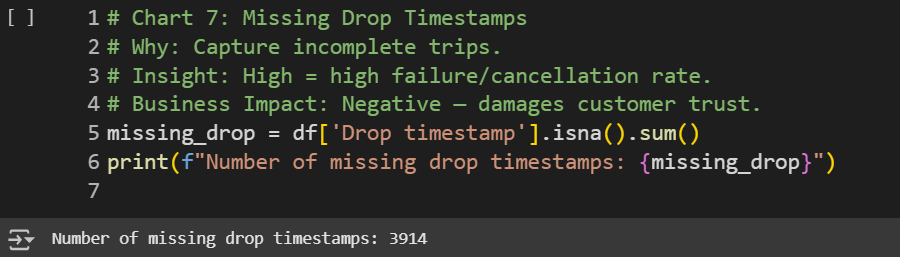 [ ]
1 # Chart 7: Missing Drop Timestamps
2 # Why: Capture incomplete trips.
3 # Insight: High = high failure/cancellation rate.
4 # Business Impact: Negative — damages customer trust.
5 missing_drop = df['Drop timestamp'].isna().sum()
6 print(f"Number of missing drop timestamps: {missing_drop}")
7
Number of missing drop timestamps: 3914